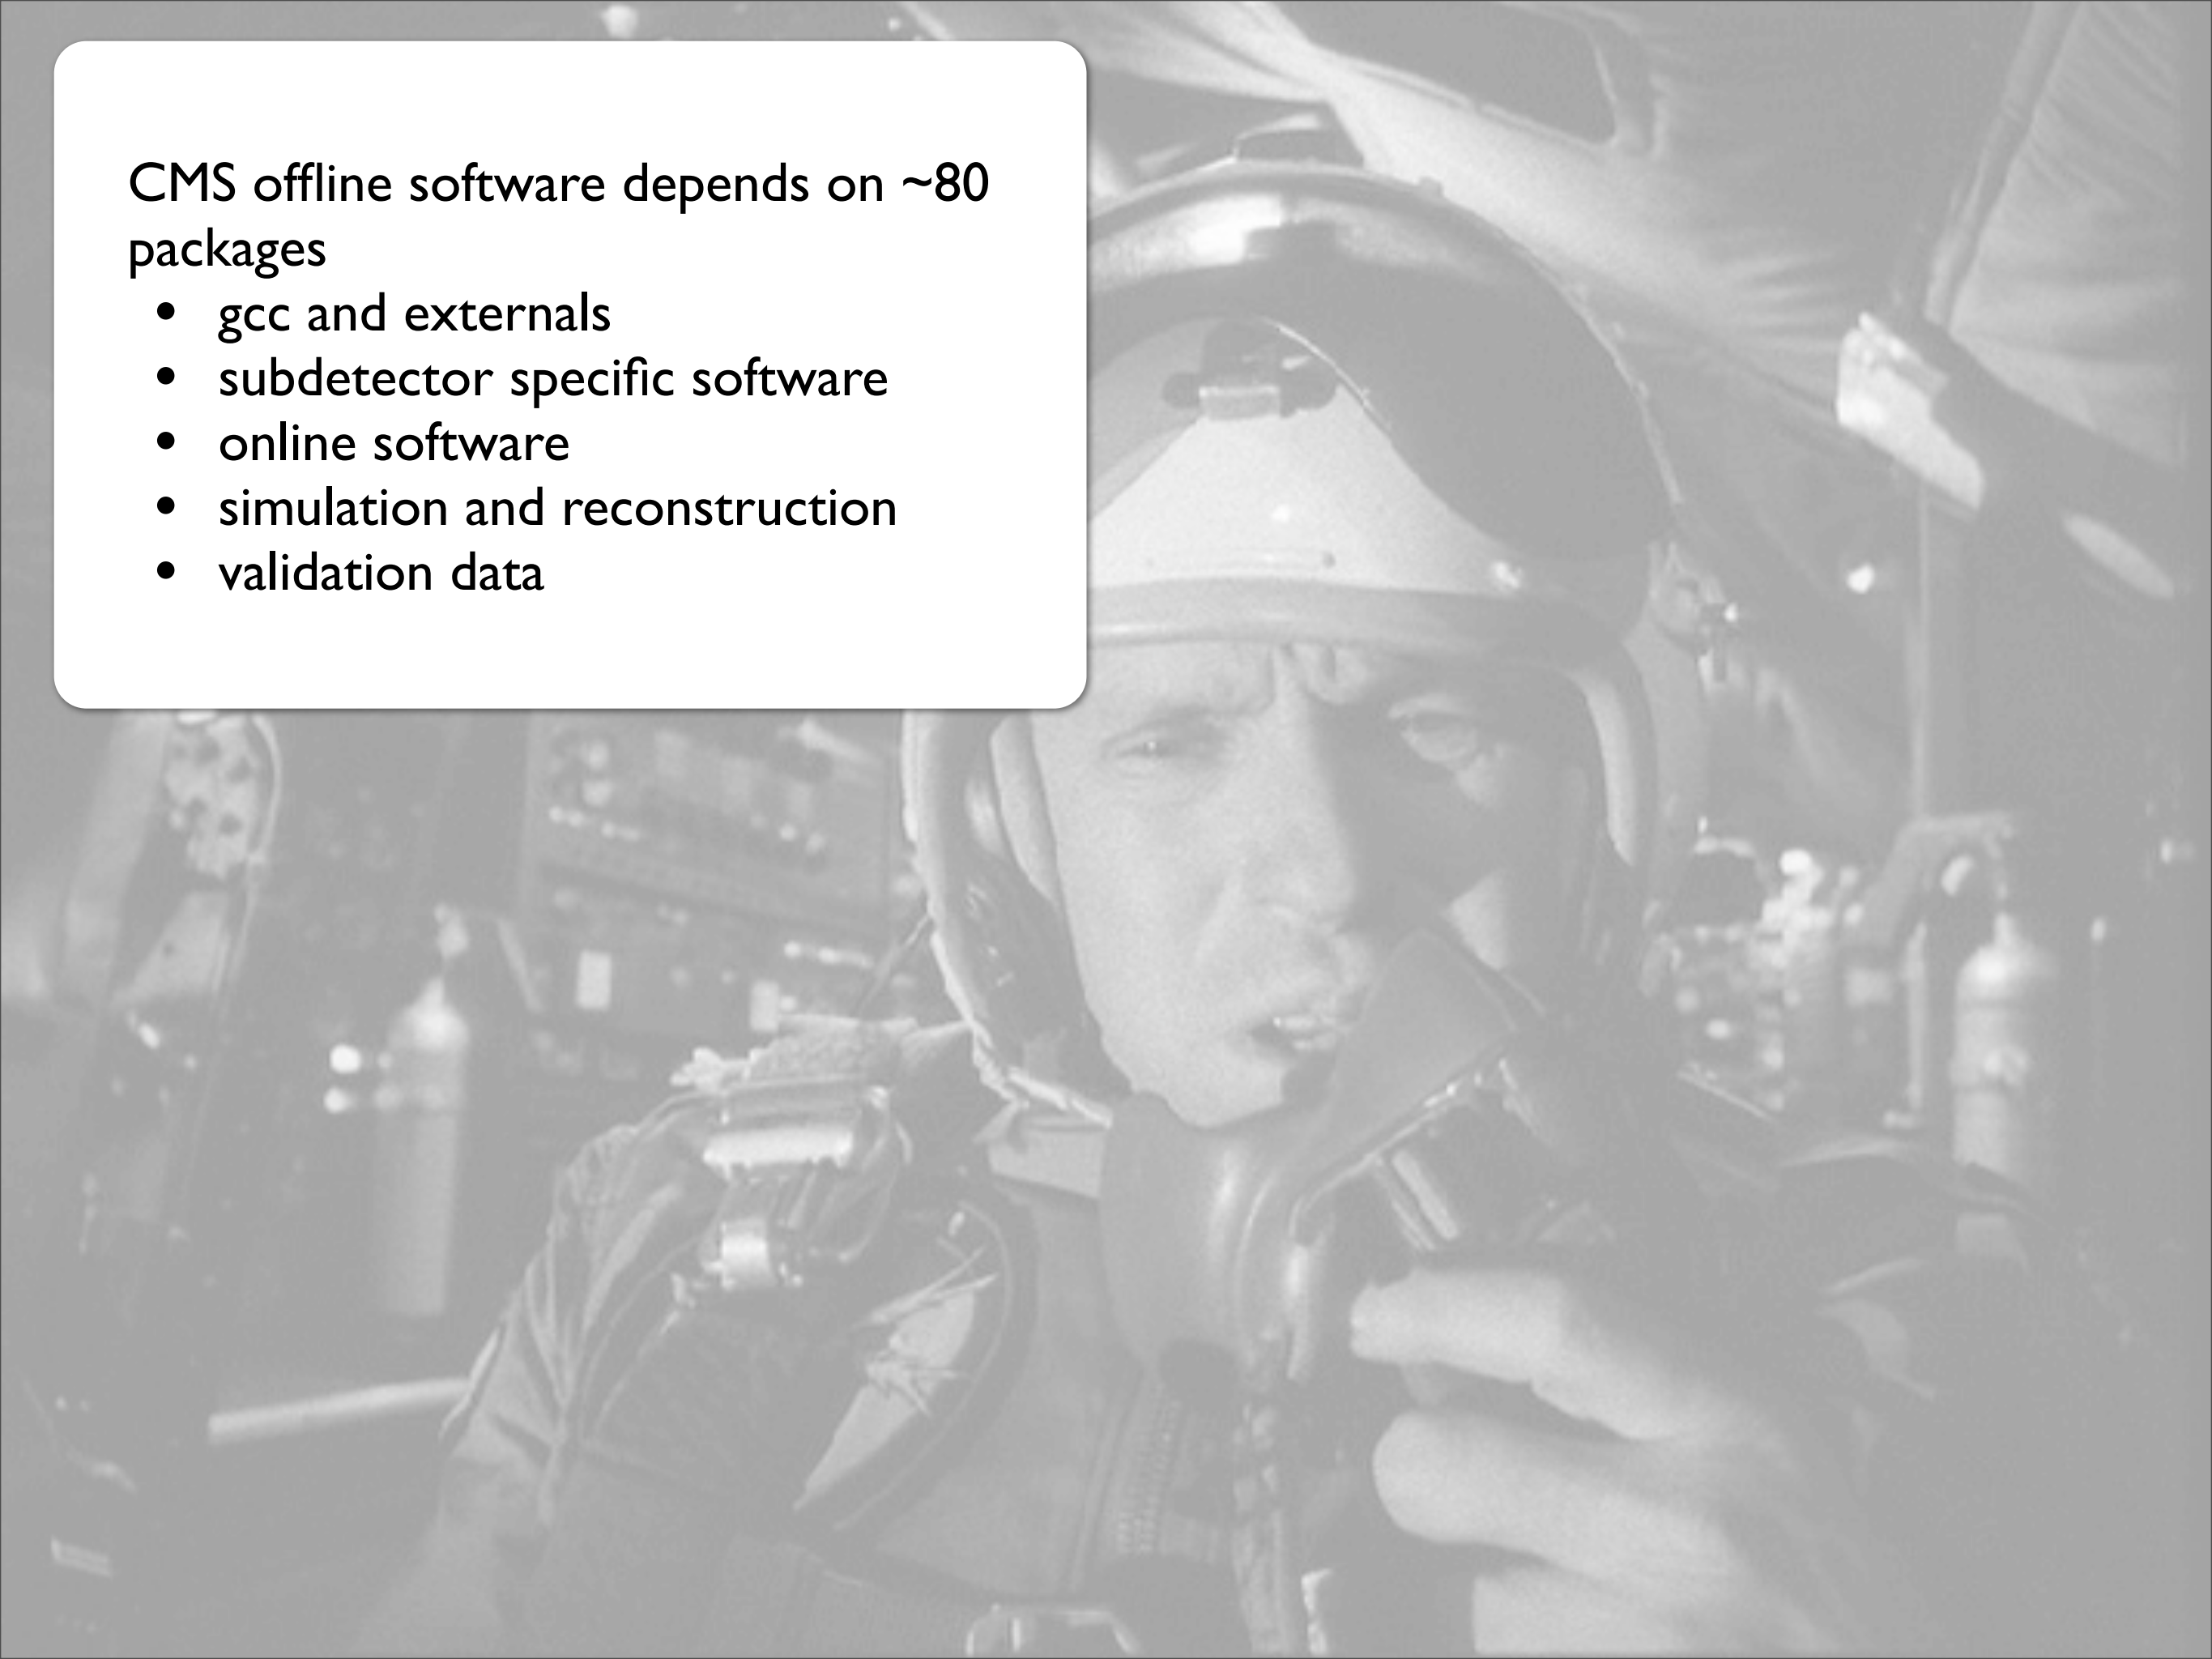 CMS offline software depends on ~80
packages
• gcc and externals
• subdetector specific software
• online software
• simulation and reconstruction
• validation data